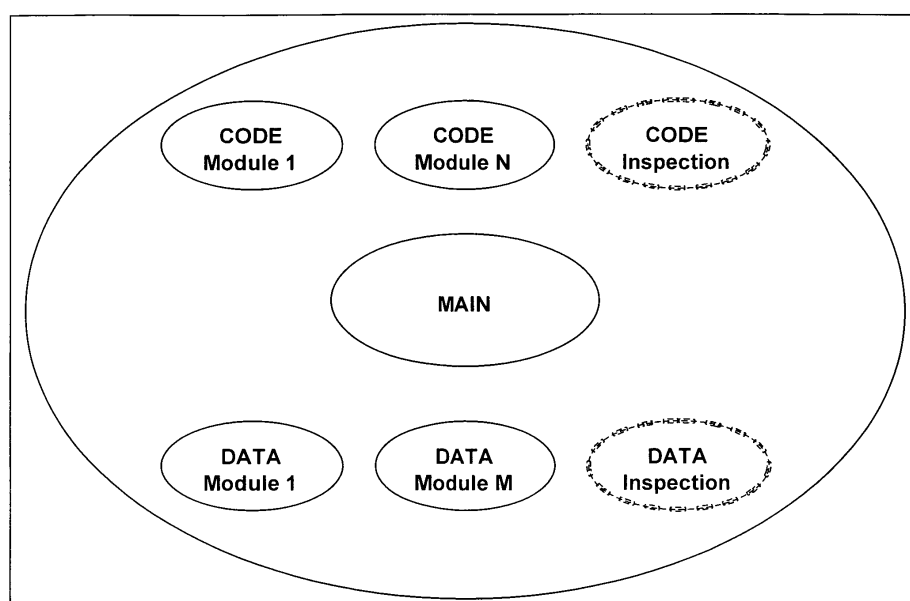 CODE
Module 1
CODE
Module N
CODE
Inspection
MAIN
DATA
Module 1
DATA
Module M
DATA
Inspection